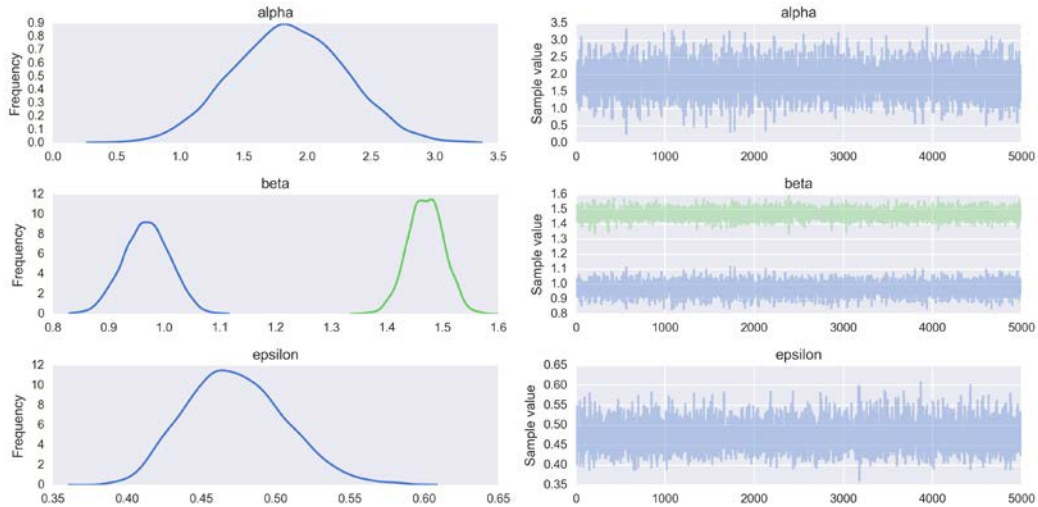 alpha
Frequency
0.9
0.8
0.7
0.6
0.5
0.4
0.3
0.2
0.1
0.0
0.0 0.5 1.0 1.5 2.0 2.5 3.0 3.5
alpha
Sample value
3.5
3.0
2.5
2.0
1.5
1.0
0.5
0.0
0 1000 2000 3000 4000 5000
beta
Frequency
12
10
8
6
4
2
0
0.8 0.9 1.0 1.1 1.2 1.3 1.4 1.5 1.6
beta
Sample value
1.6
1.5
1.4
1.3
1.2
1.1
1.0
0.9
0.8
0 1000 2000 3000 4000 5000
epsilon
Frequency
12
10
8
6
4
2
0
0.35 0.40 0.45 0.50 0.55 0.60 0.65
epsilon
Sample value
0.65
0.60
0.55
0.50
0.45
0.40
0.35
0 1000 2000 3000 4000 5000